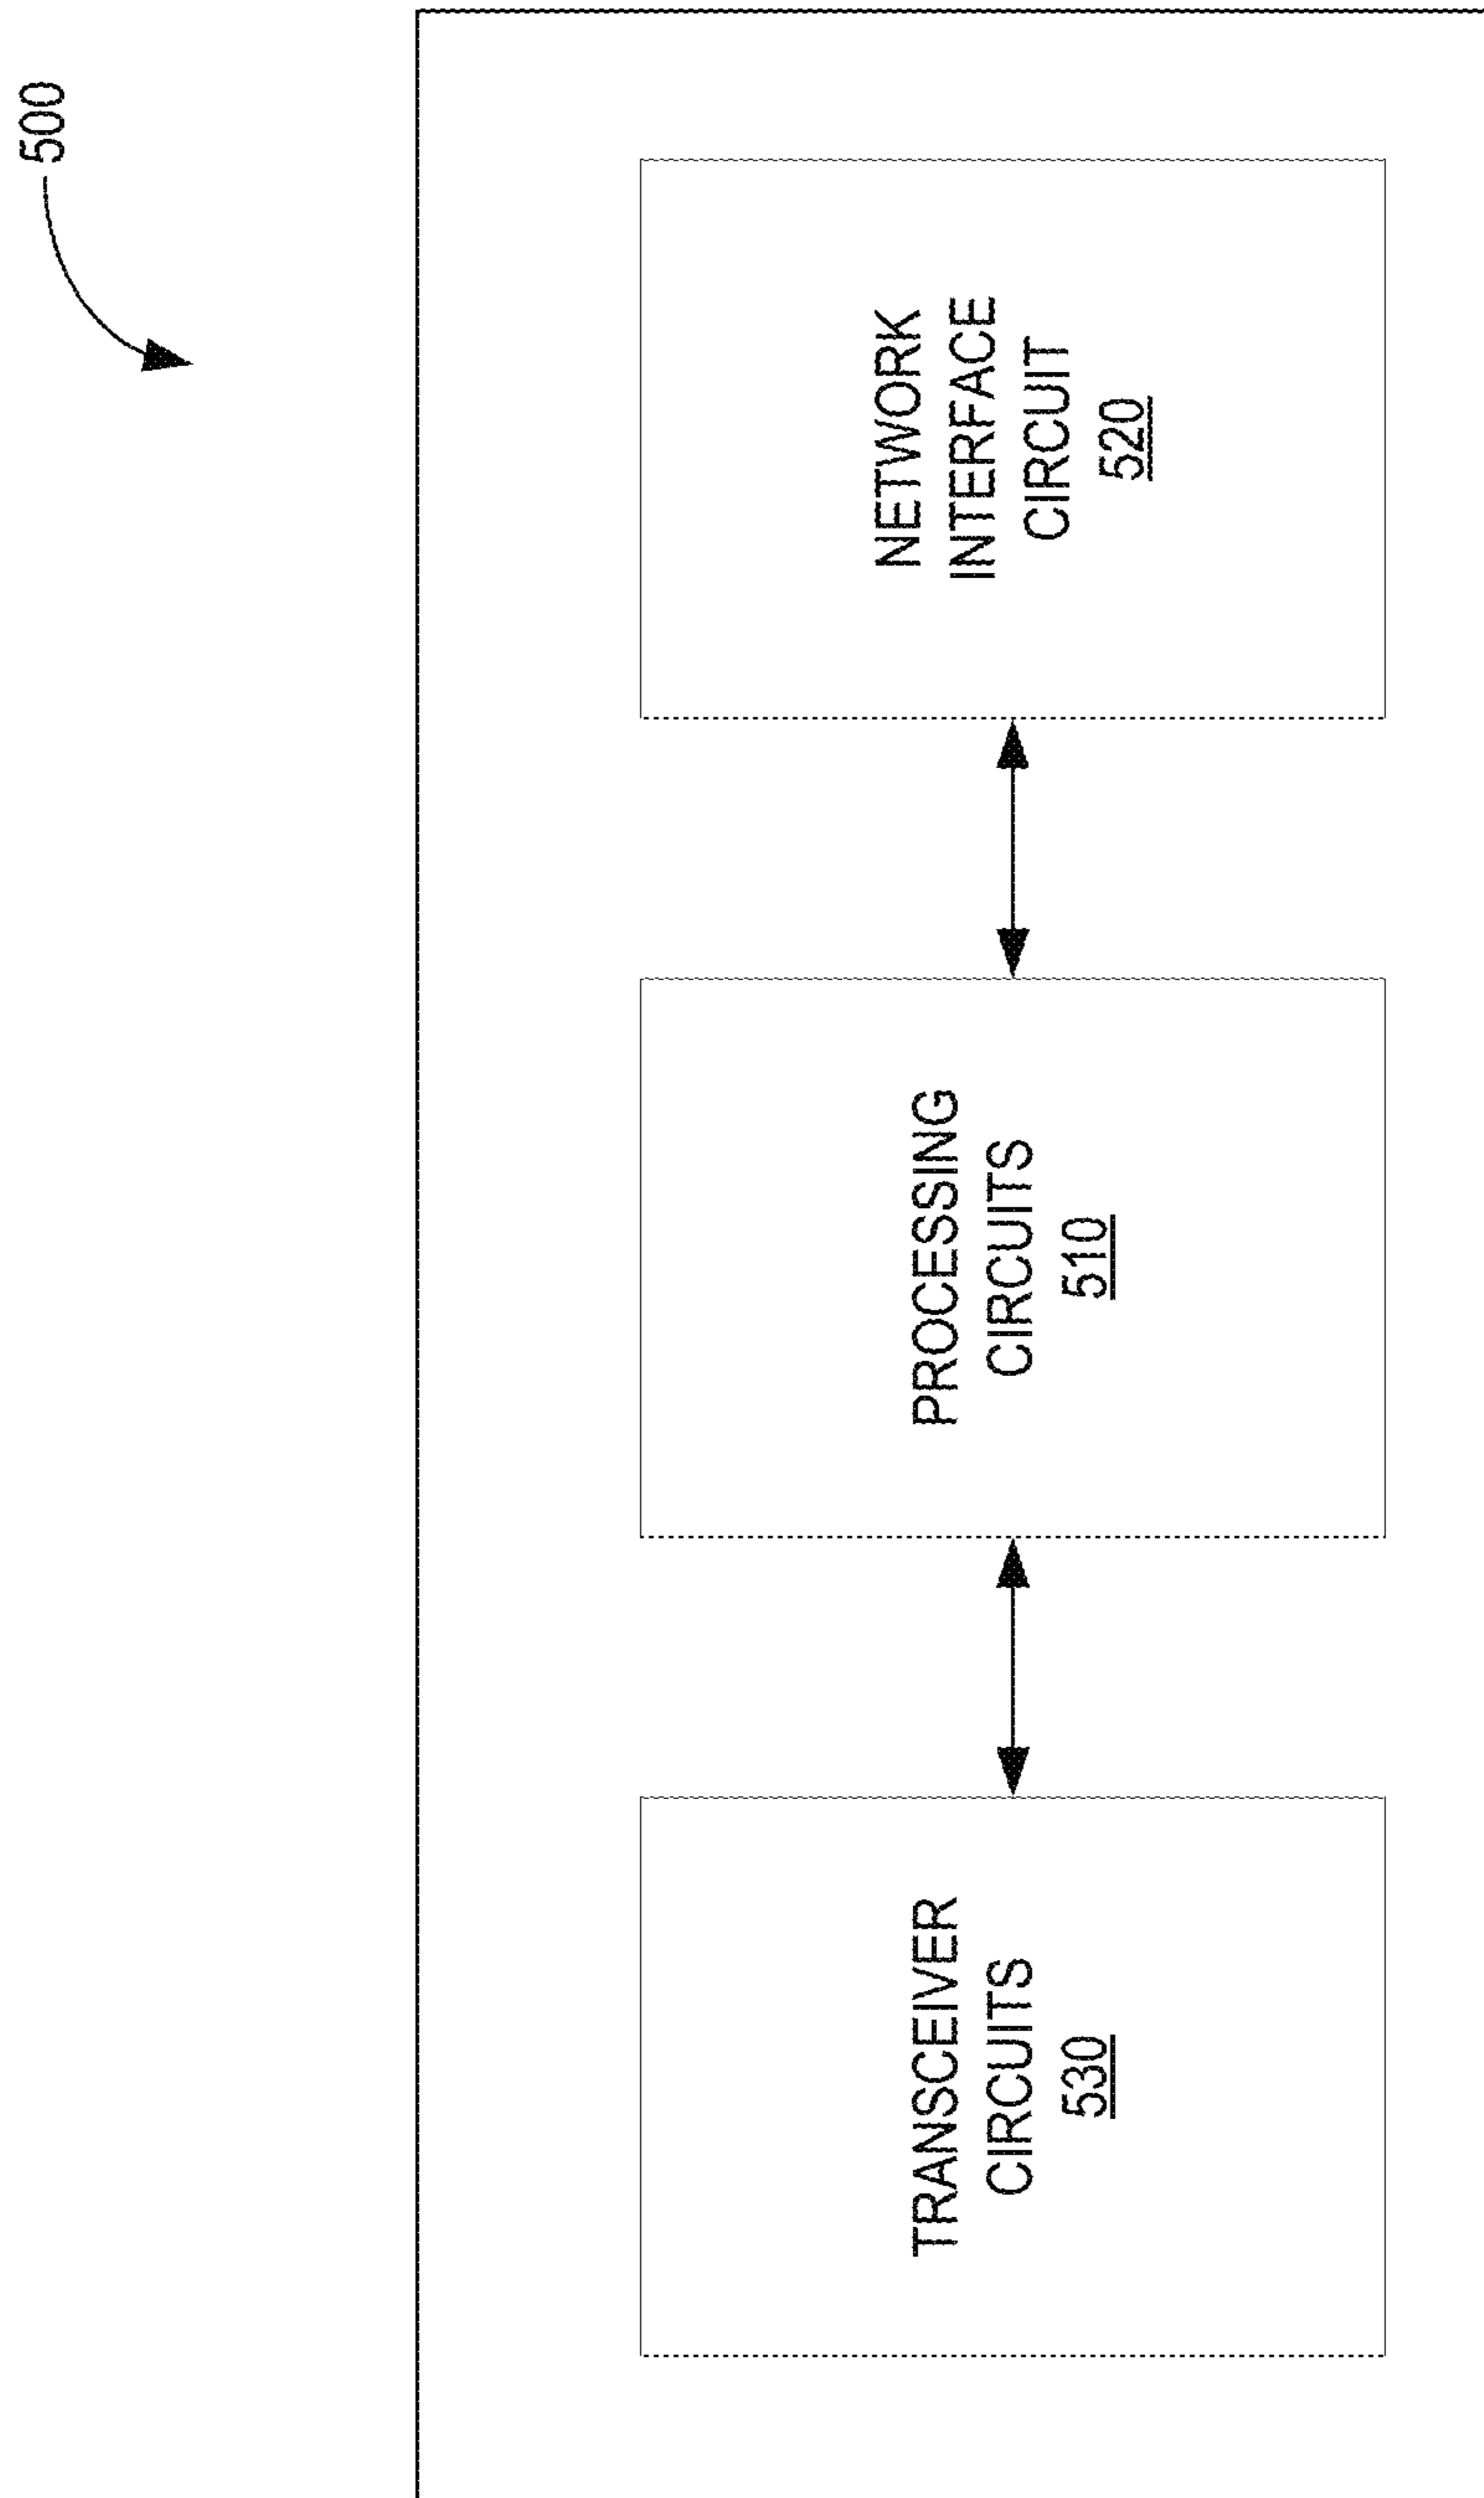 500
TRANSCEIVER
CIRCUITS
530
PROCESSING
CIRCUITS
510
NETWORK
INTERFACE
CIRCUIT
520